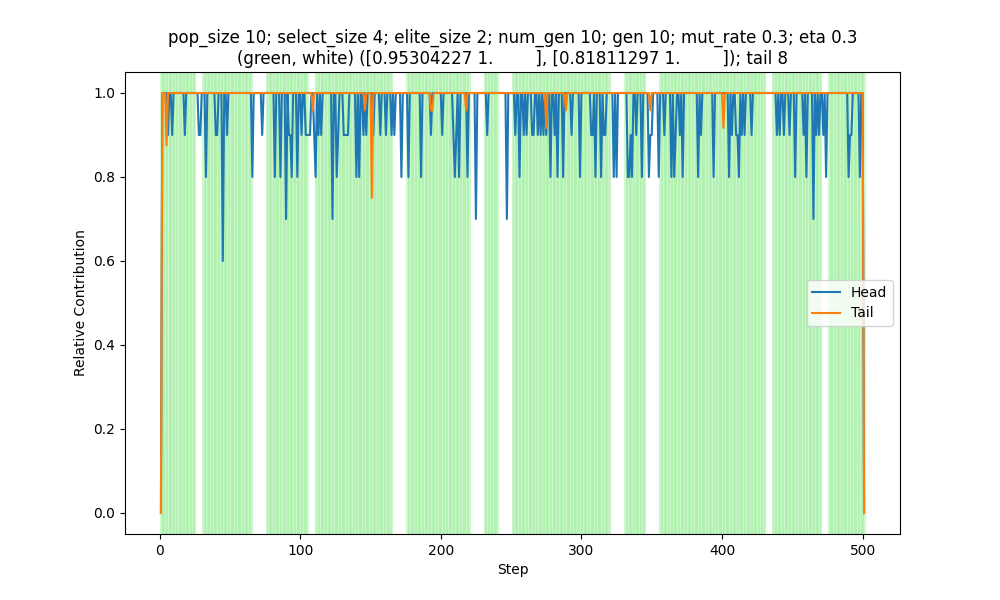 pop_size 10; select_size 4; elite_size 2; num_gen 10; gen 10; mut_rate 0.3; eta 0.3
(green, white) ([0.95304227 1.        ], [0.81811297 1.        ]); tail 8
1.0
0.8
0.6
0.4
0.2
0.0
Relative Contribution
Head
Tail
0
100
200
300
400
500
Step